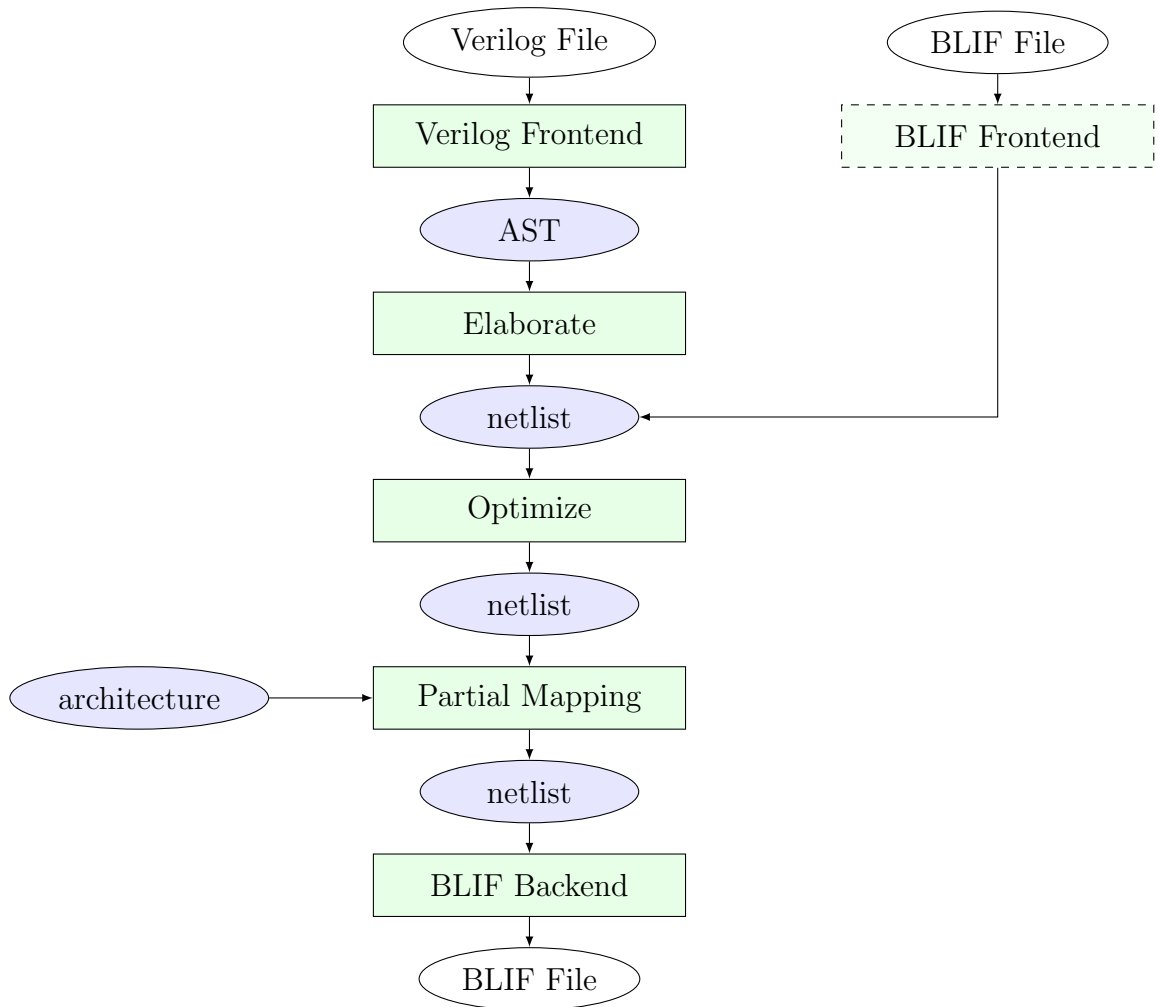 Verilog File
BLIF File
Verilog Frontend
BLIF Frontend
AST
Elaborate
netlist
Optimize
netlist
architecture
Partial Mapping
netlist
BLIF Backend
BLIF File